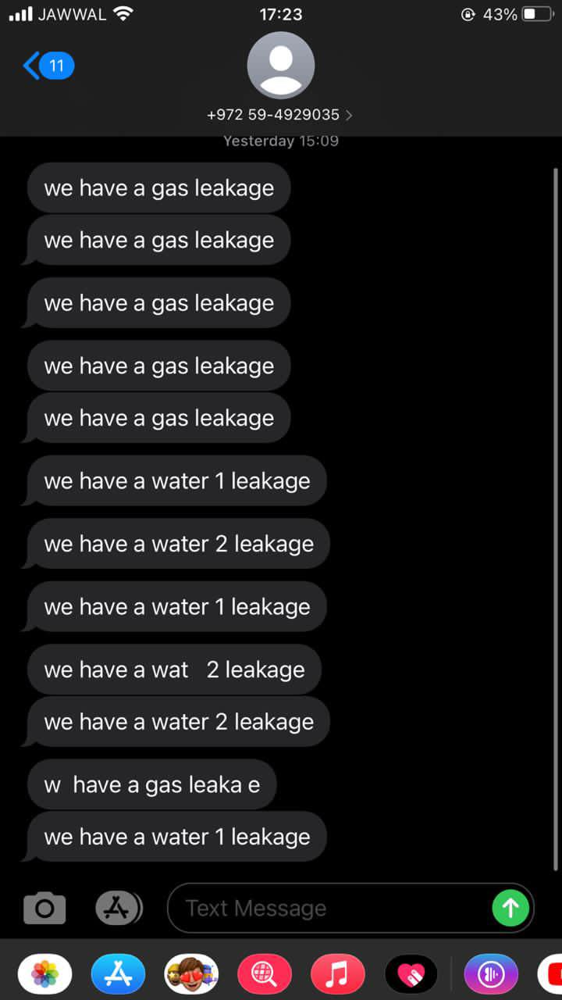 JAWWAL 17:23 43%
11
+972 59-4929035
Yesterday 15:09
we have a gas leakage
we have a gas leakage
we have a gas leakage
we have a gas leakage
we have a gas leakage
we have a water 1 leakage
we have a water 2 leakage
we have a water 1 leakage
we have a wat   2 leakage
we have a water 2 leakage
w  have a gas leaka e
we have a water 1 leakage
Text Message